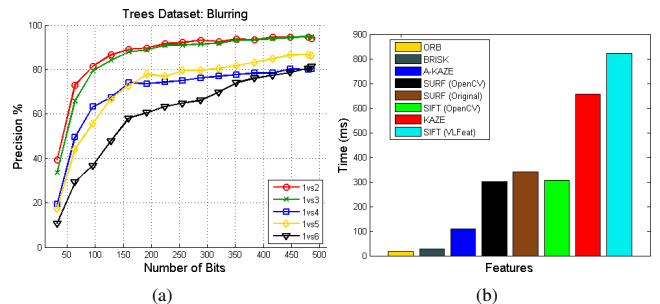 Trees Dataset: Blurring
100
80
60
40
20
0
Precision %
50 100 150 200 250 300 350 400 450 500
Number of Bits
1vs2
1vs3
1vs4
1vs5
1vs6
(a)
900
800
700
600
500
400
300
200
100
0
Time (ms)
ORB
BRISK
A-KAZE
SURF (OpenCV)
SURF (Original)
SIFT (OpenCV)
KAZE
SIFT (VLFeat)
Features
(b)